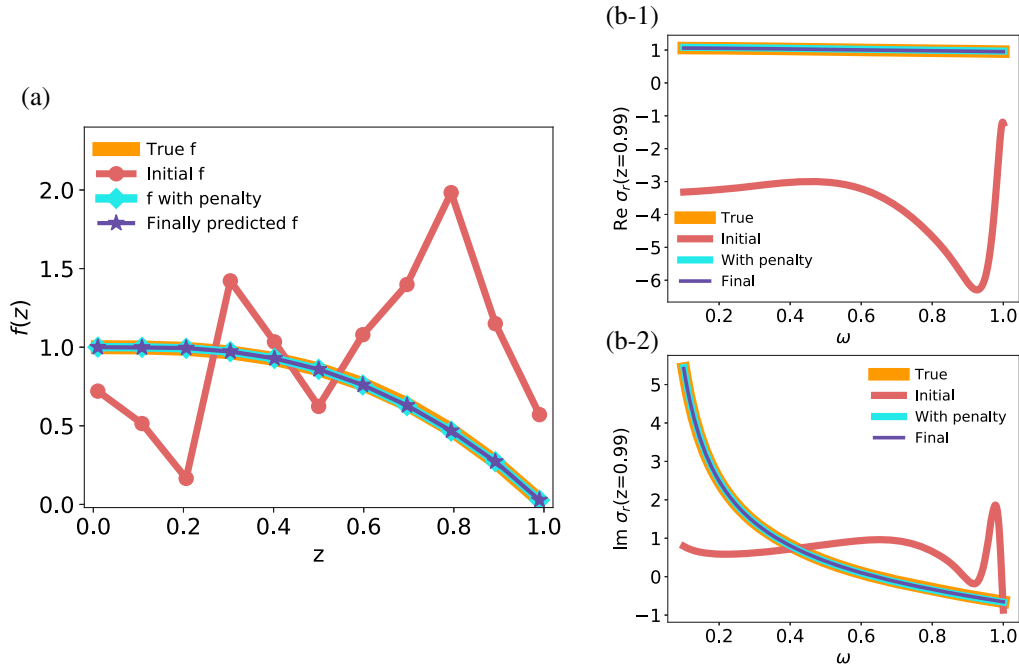 (a)
f(z)
2.0
1.5
1.0
0.5
0.0
True f
Initial f
f with penalty
Finally predicted f
0.0 0.2 0.4 0.6 0.8 1.0
z
(b-1)
Re σr(z=0.99)
1
0
−1
−2
−3
−4
−5
−6
True
Initial
With penalty
Final
0.2 0.4 0.6 0.8 1.0
ω
(b-2)
Im σr(z=0.99)
5
4
3
2
1
0
−1
True
Initial
With penalty
Final
0.2 0.4 0.6 0.8 1.0
ω